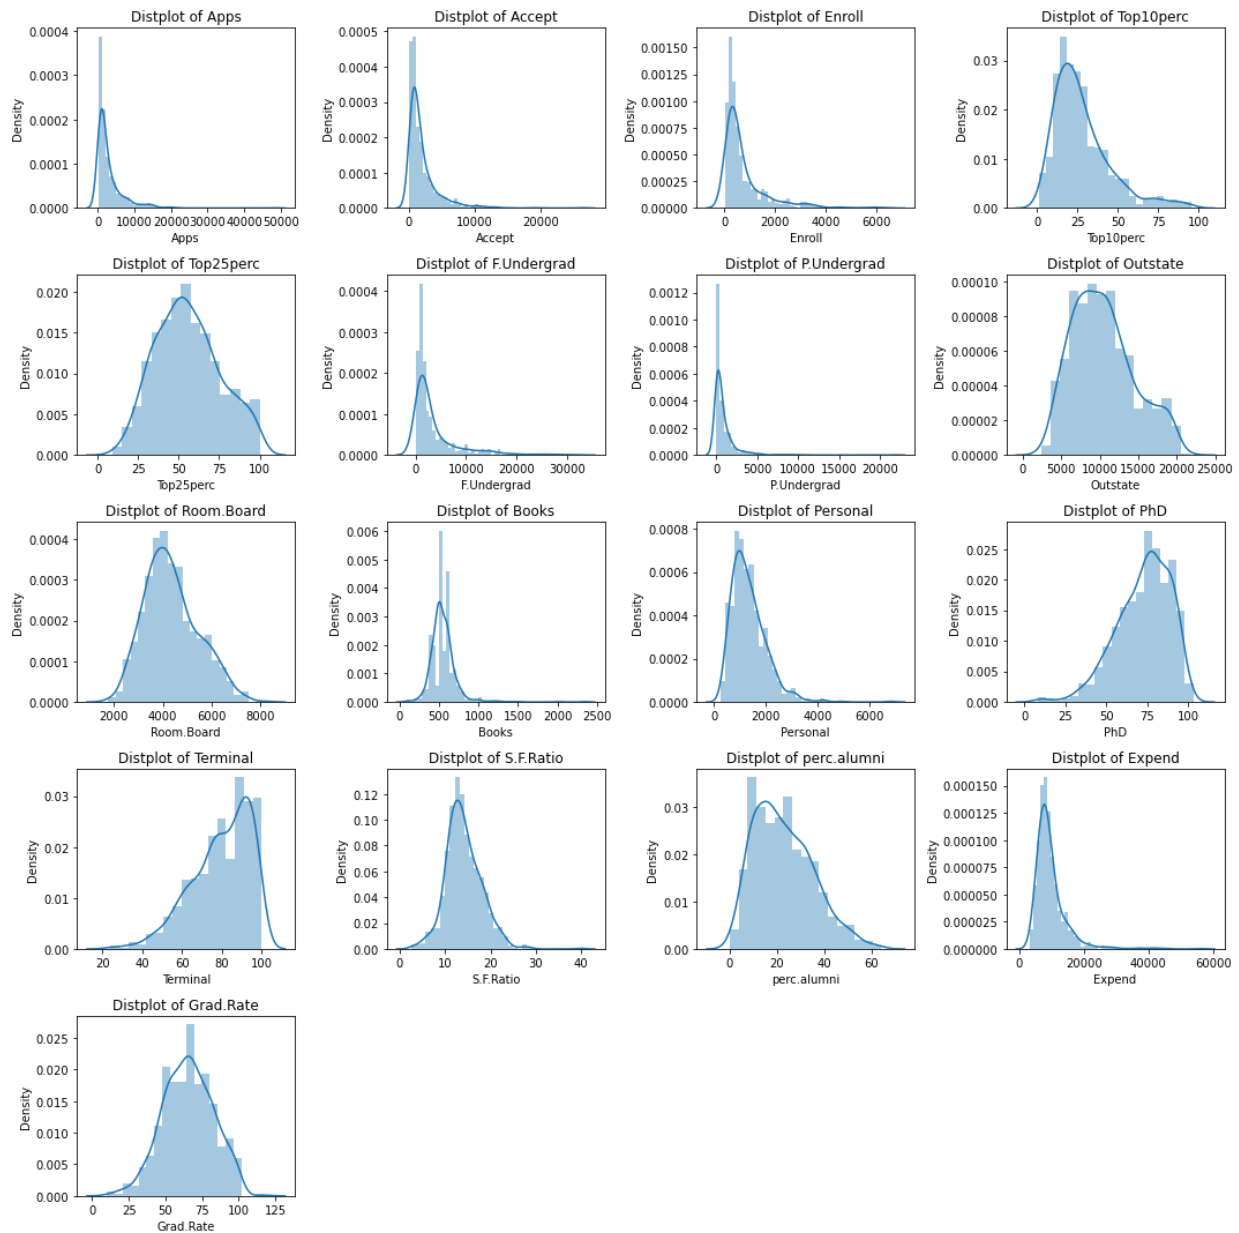 Distplot of Apps
0.0004
0.0003
0.0002
0.0001
0.0000
Density
0 10000 20000 30000 40000 50000
Apps
Distplot of Accept
0.0005
0.0004
0.0003
0.0002
0.0001
0.0000
Density
0 10000 20000
Accept
Distplot of Enroll
0.00150
0.00125
0.00100
0.00075
0.00050
0.00025
0.00000
Density
0 2000 4000 6000
Enroll
Distplot of Top10perc
0.03
0.02
0.01
0.00
Density
0 25 50 75 100
Top10perc
Distplot of Top25perc
0.020
0.015
0.010
0.005
0.000
Density
0 25 50 75 100
Top25perc
Distplot of F.Undergrad
0.0004
0.0003
0.0002
0.0001
0.0000
Density
0 10000 20000 30000
F.Undergrad
Distplot of P.Undergrad
0.0012
0.0010
0.0008
0.0006
0.0004
0.0002
0.0000
Density
0 5000 10000 15000 20000
P.Undergrad
Distplot of Outstate
0.00010
0.00008
0.00006
0.00004
0.00002
0.00000
Density
0 5000 10000 15000 20000 25000
Outstate
Distplot of Room.Board
0.0004
0.0003
0.0002
0.0001
0.0000
Density
2000 4000 6000 8000
Room.Board
Distplot of Books
0.006
0.005
0.004
0.003
0.002
0.001
0.000
Density
0 500 1000 1500 2000 2500
Books
Distplot of Personal
0.0008
0.0006
0.0004
0.0002
0.0000
Density
0 2000 4000 6000
Personal
Distplot of PhD
0.025
0.020
0.015
0.010
0.005
0.000
Density
0 25 50 75 100
PhD
Distplot of Terminal
0.03
0.02
0.01
0.00
Density
20 40 60 80 100
Terminal
Distplot of S.F.Ratio
0.12
0.10
0.08
0.06
0.04
0.02
0.00
Density
0 10 20 30 40
S.F.Ratio
Distplot of perc.alumni
0.03
0.02
0.01
0.00
Density
0 20 40 60
perc.alumni
Distplot of Expend
0.000150
0.000125
0.000100
0.000075
0.000050
0.000025
0.000000
Density
0 20000 40000 60000
Expend
Distplot of Grad.Rate
0.025
0.020
0.015
0.010
0.005
0.000
Density
0 25 50 75 100 125
Grad.Rate